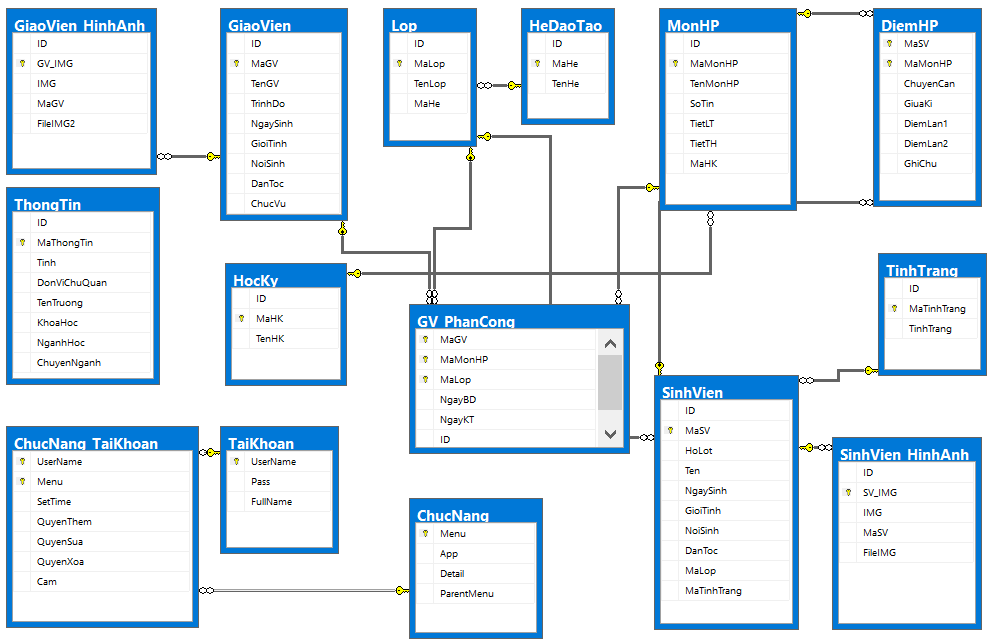 GiaoVien_HinhAnh
ID
GV_IMG
IMG
MaGV
FileIMG2
GiaoVien
ID
MaGV
TenGV
TrinhDo
NgaySinh
GioiTinh
NoiSinh
DanToc
ChucVu
Lop
ID
MaLop
TenLop
MaHe
HeDaoTao
ID
MaHe
TenHe
MonHP
ID
MaMonHP
TenMonHP
SoTin
TietLT
TietTH
MaHK
DiemHP
MaSV
MaMonHP
ChuyenCan
GiuaKi
DiemLan1
DiemLan2
GhiChu
ThongTin
ID
MaThongTin
Tinh
DonViChuQuan
TenTruong
KhoaHoc
NganhHoc
ChuyenNganh
HocKy
ID
MaHK
TenHK
GV_PhanCong
MaGV
MaMonHP
MaLop
NgayBD
NgayKT
ID
TinhTrang
ID
MaTinhTrang
TinhTrang
SinhVien
ID
MaSV
HoLot
Ten
NgaySinh
GioiTinh
NoiSinh
DanToc
MaLop
MaTinhTrang
SinhVien_HinhAnh
ID
SV_IMG
IMG
MaSV
FileIMG
ChucNang_TaiKhoan
UserName
Menu
SetTime
QuyenThem
QuyenSua
QuyenXoa
Cam
TaiKhoan
UserName
Pass
FullName
ChucNang
Menu
App
Detail
ParentMenu